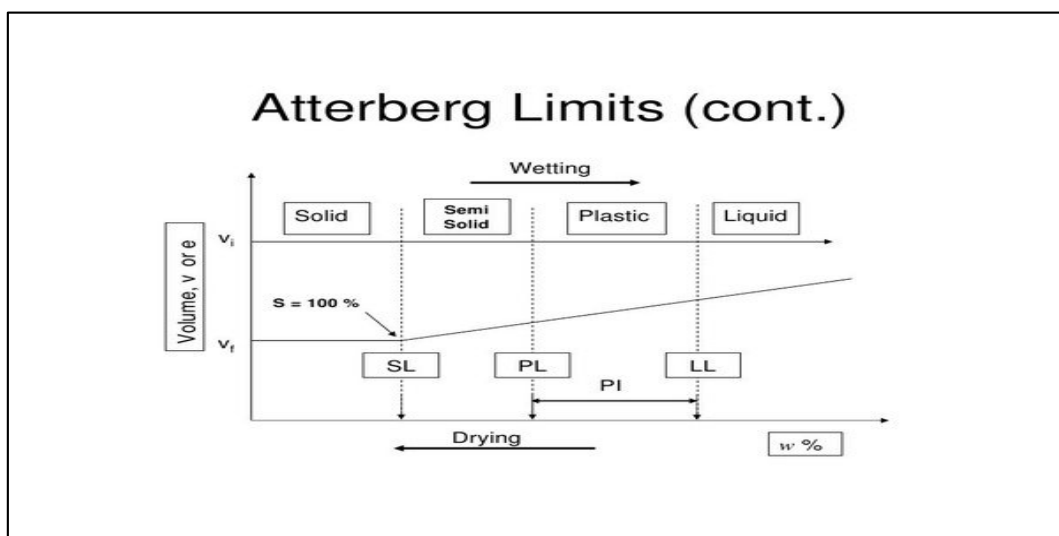 Atterberg Limits (cont.)
Wetting
Solid
Semi
Solid
Plastic
Liquid
Volume, v or e
vi
S = 100 %
vf
SL
PL
LL
PI
Drying
w %